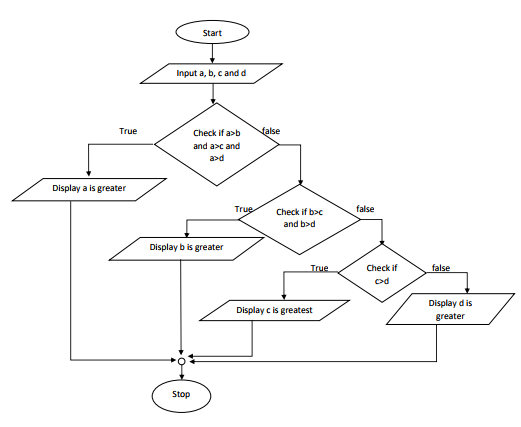 Start
Input a, b, c and d
True
false
Check if a>b
and a>c and
a>d
Display a is greater
True
false
Check if b>c
and b>d
Display b is greater
True
false
Check if
c>d
Display c is greatest
Display d is
greater
Stop